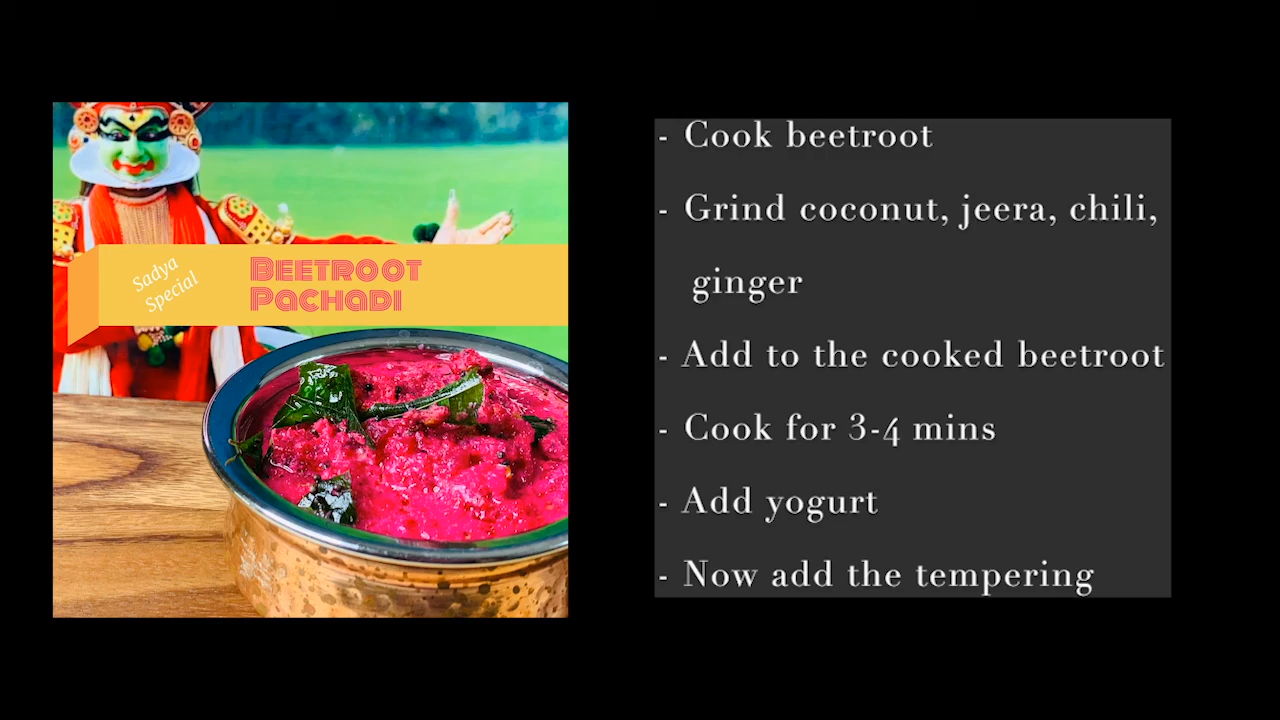 Sadya
Special
BEETROOT
PACHADI
- Cook beetroot
- Grind coconut, jeera, chili,
ginger
- Add to the cooked beetroot
- Cook for 3-4 mins
- Add yogurt
- Now add the tempering